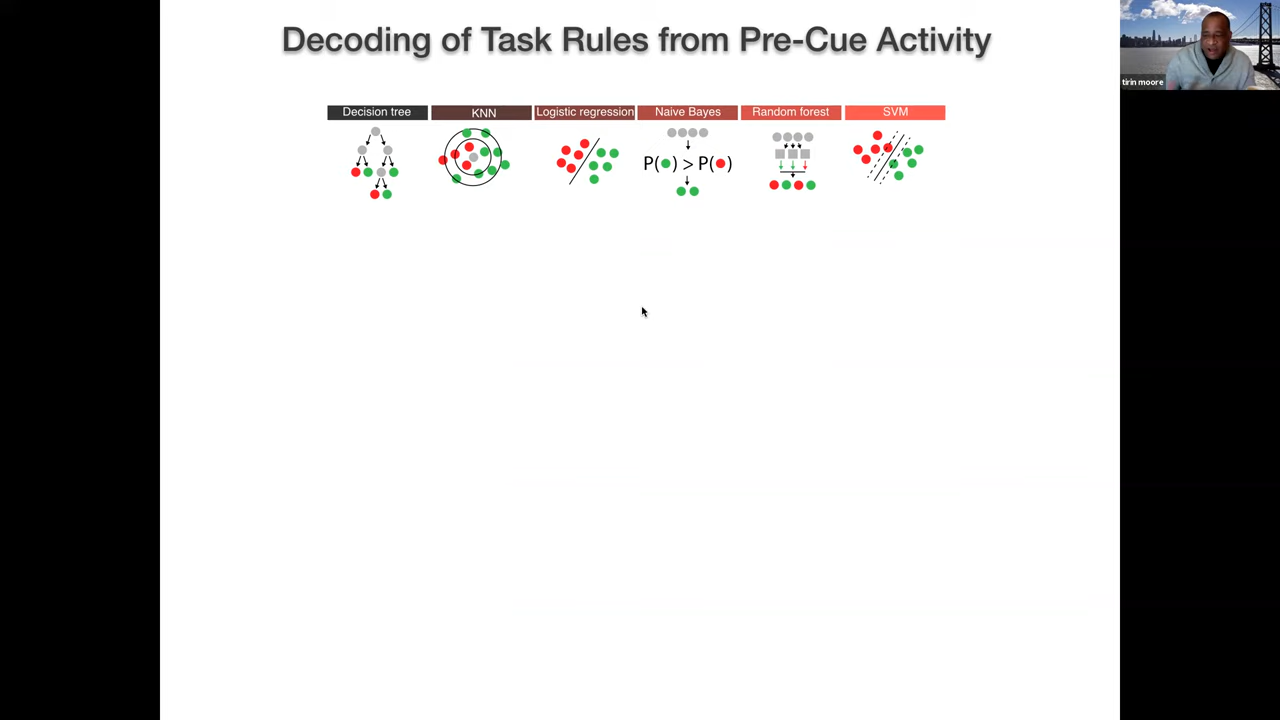 Decoding of Task Rules from Pre-Cue Activity
tirin moore
Decision tree
KNN
Logistic regression
Naive Bayes
Random forest
SVM
P( ) > P( )